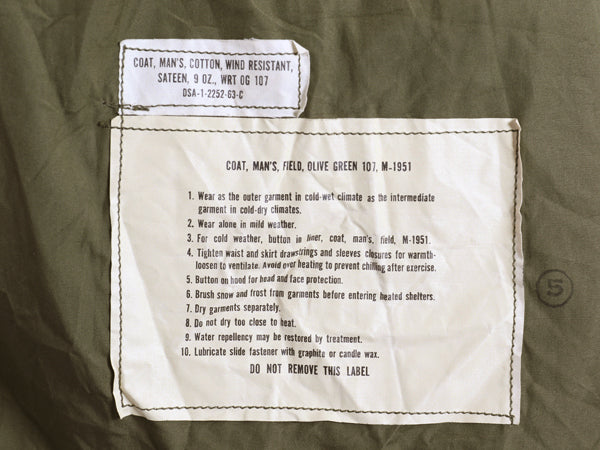 COAT, MAN'S, COTTON, WIND RESISTANT,
SATEEN, 9 OZ., WRT OG 107
DSA-1-2252-63-C
COAT, MAN'S, FIELD, OLIVE GREEN 107, M-1951
1. Wear as the outer garment in cold-wet climate as the intermediate
garment in cold-dry climates.
2. Wear alone in mild weather.
3. For cold weather, button in liner, coat, man's, field, M-1951.
4. Tighten waist and skirt drawstrings and sleeves closures for warmth-
loosen to ventilate. Avoid over heating to prevent chilling after exercise.
5. Button on hood for head and face protection.
6. Brush snow and frost from garments before entering heated shelters.
7. Dry garments separately.
8. Do not dry too close to heat.
9. Water repellency may be restored by treatment.
10. Lubricate slide fastener with graphite or candle wax.
DO NOT REMOVE THIS LABEL
5